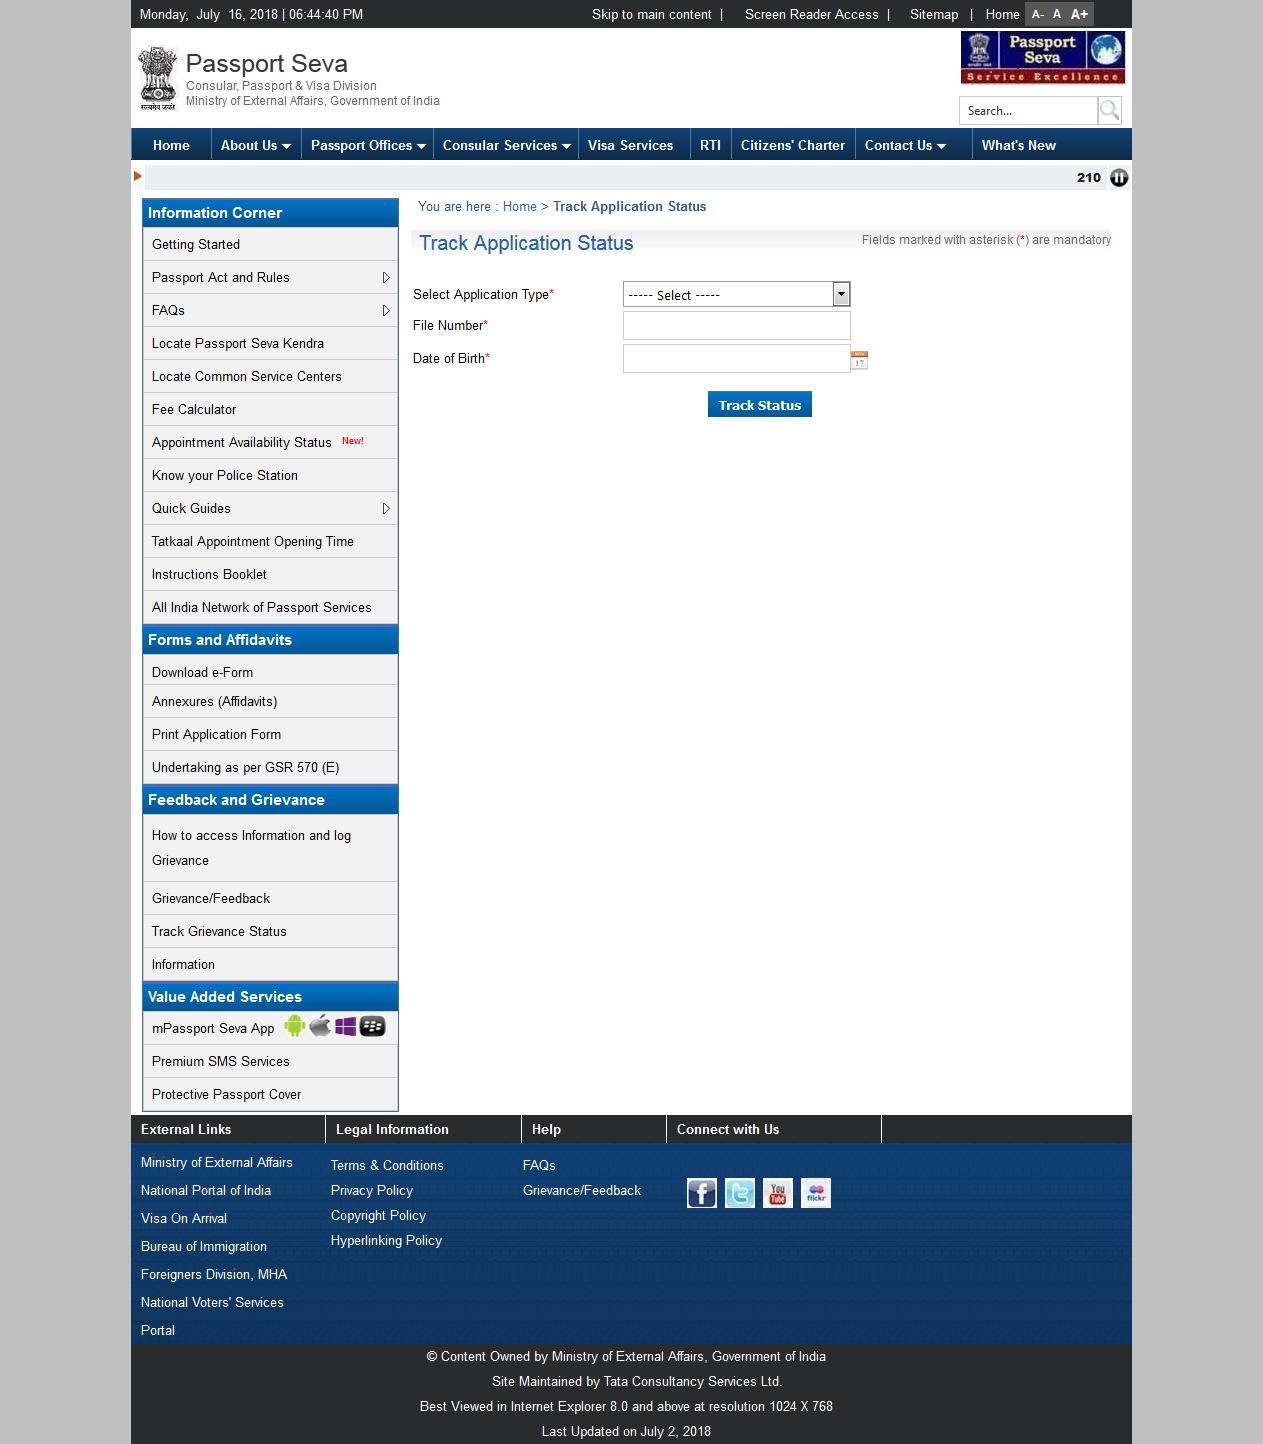 Monday, July 16, 2018 | 06:44:40 PM
Skip to main content | Screen Reader Access | Sitemap | Home A- A A+
Passport Seva
Consular, Passport & Visa Division
Ministry of External Affairs, Government of India
सत्यमेव जयते
Passport
Seva
Service Excellence
Search...
Home About Us Passport Offices Consular Services Visa Services RTI Citizens' Charter Contact Us What's New
210
Information Corner
Getting Started
Passport Act and Rules
FAQs
Locate Passport Seva Kendra
Locate Common Service Centers
Fee Calculator
Appointment Availability Status New!
Know your Police Station
Quick Guides
Tatkaal Appointment Opening Time
Instructions Booklet
All India Network of Passport Services
Forms and Affidavits
Download e-Form
Annexures (Affidavits)
Print Application Form
Undertaking as per GSR 570 (E)
Feedback and Grievance
How to access Information and log
Grievance
Grievance/Feedback
Track Grievance Status
Information
Value Added Services
mPassport Seva App
Premium SMS Services
Protective Passport Cover
You are here : Home > Track Application Status
Track Application Status
Fields marked with asterisk (*) are mandatory
Select Application Type*
----- Select -----
File Number*
Date of Birth*
17
Track Status
External Links
Ministry of External Affairs
National Portal of India
Visa On Arrival
Bureau of Immigration
Foreigners Division, MHA
National Voters' Services
Portal
Legal Information
Terms & Conditions
Privacy Policy
Copyright Policy
Hyperlinking Policy
Help
FAQs
Grievance/Feedback
Connect with Us
f
t
You
Tube
flickr
© Content Owned by Ministry of External Affairs, Government of India
Site Maintained by Tata Consultancy Services Ltd.
Best Viewed in Internet Explorer 8.0 and above at resolution 1024 X 768
Last Updated on July 2, 2018